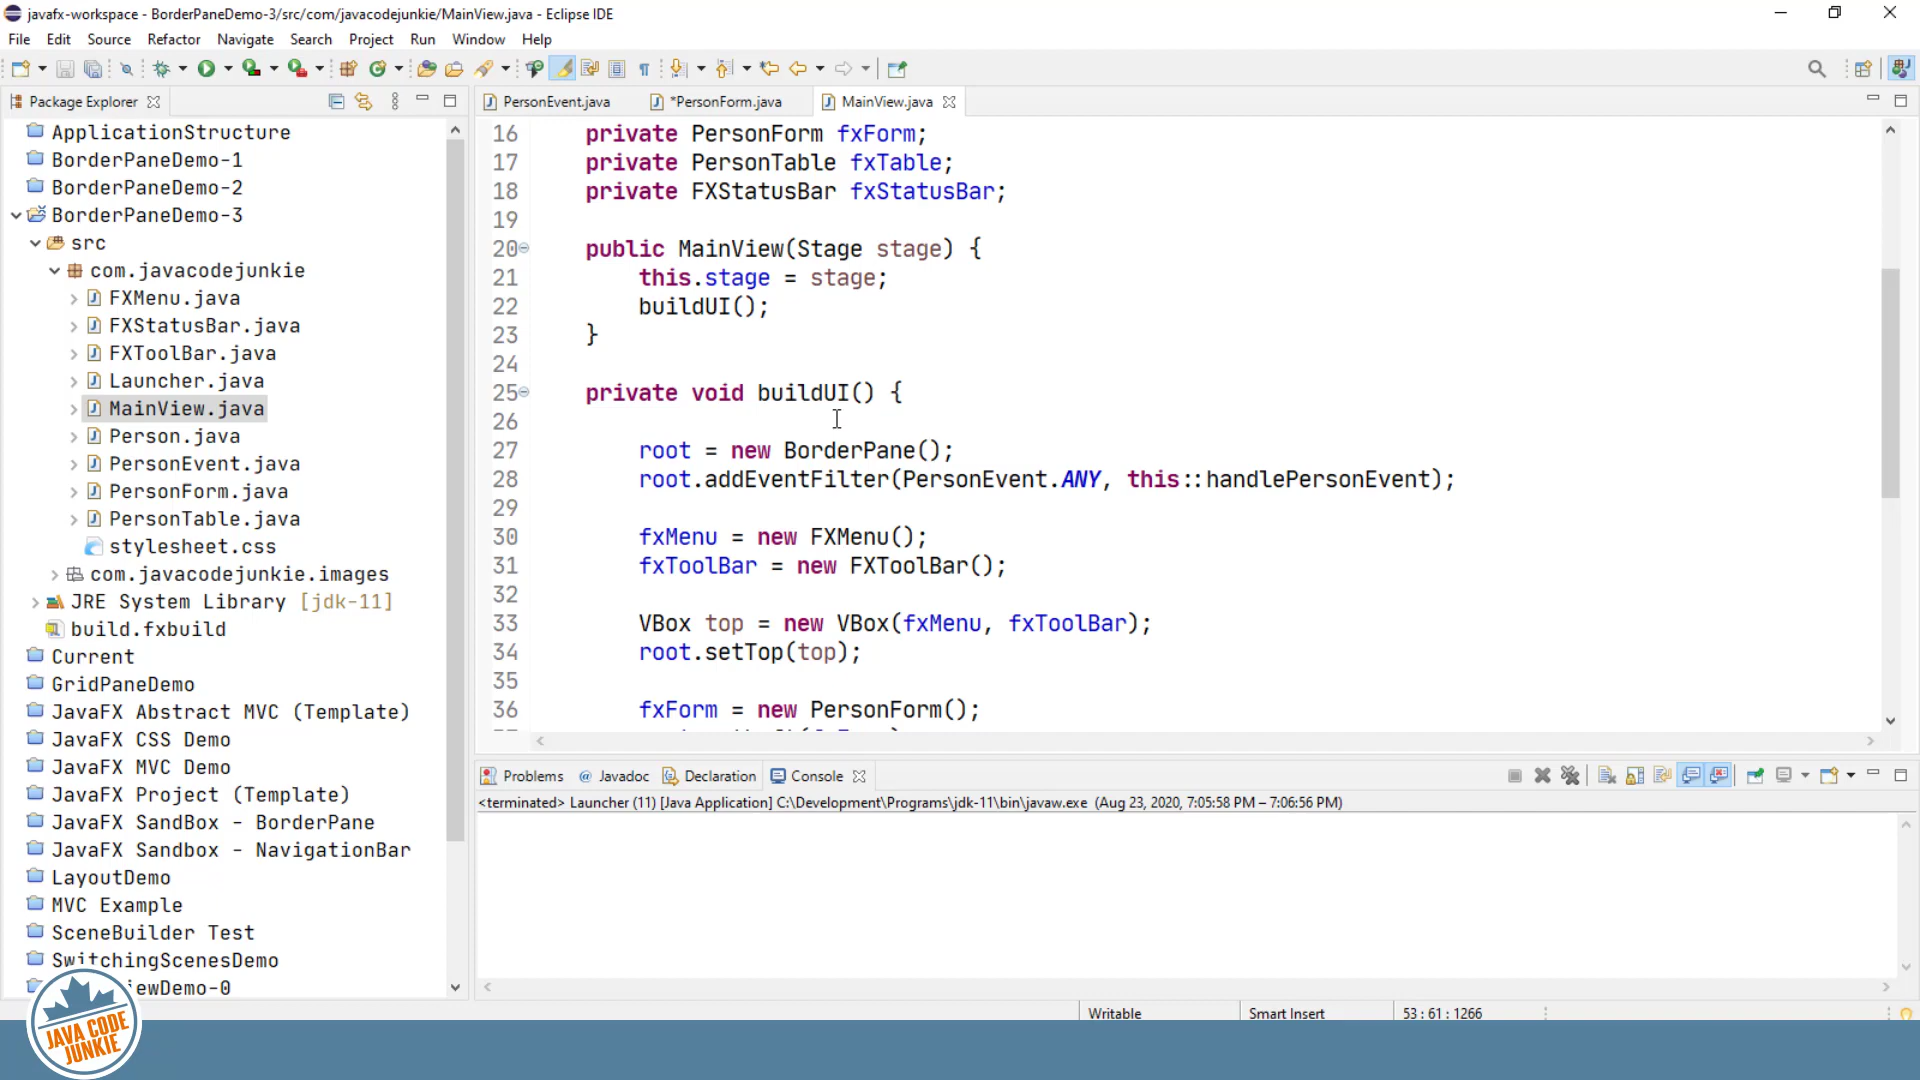 javafx-workspace - BorderPaneDemo-3/src/com/javacodejunkie/MainView.java - Eclipse IDE
File Edit Source Refactor Navigate Search Project Run Window Help
Package Explorer
ApplicationStructure
BorderPaneDemo-1
BorderPaneDemo-2
BorderPaneDemo-3
src
com.javacodejunkie
FXMenu.java
FXStatusBar.java
FXToolBar.java
Launcher.java
MainView.java
Person.java
PersonEvent.java
PersonForm.java
PersonTable.java
stylesheet.css
com.javacodejunkie.images
JRE System Library [jdk-11]
build.fxbuild
Current
GridPaneDemo
JavaFX Abstract MVC (Template)
JavaFX CSS Demo
JavaFX MVC Demo
JavaFX Project (Template)
JavaFX SandBox - BorderPane
JavaFX Sandbox - NavigationBar
LayoutDemo
MVC Example
SceneBuilder Test
SwitchingScenesDemo
iewDemo-0
PersonEvent.java *PersonForm.java MainView.java
16 private PersonForm fxForm;
17 private PersonTable fxTable;
18 private FXStatusBar fxStatusBar;
19
20 public MainView(Stage stage) {
21 this.stage = stage;
22 buildUI();
23 }
24
25 private void buildUI() {
26
27 root = new BorderPane();
28 root.addEventFilter(PersonEvent.ANY, this::handlePersonEvent);
29
30 fxMenu = new FXMenu();
31 fxToolBar = new FXToolBar();
32
33 VBox top = new VBox(fxMenu, fxToolBar);
34 root.setTop(top);
35
36 fxForm = new PersonForm();
Problems @ Javadoc Declaration Console
<terminated> Launcher (11) [Java Application] C:\Development\Programs\jdk-11\bin\javaw.exe (Aug 23, 2020, 7:05:58 PM – 7:06:56 PM)
Writable Smart Insert 53 : 61 : 1266
JAVA CODE
JUNKIE